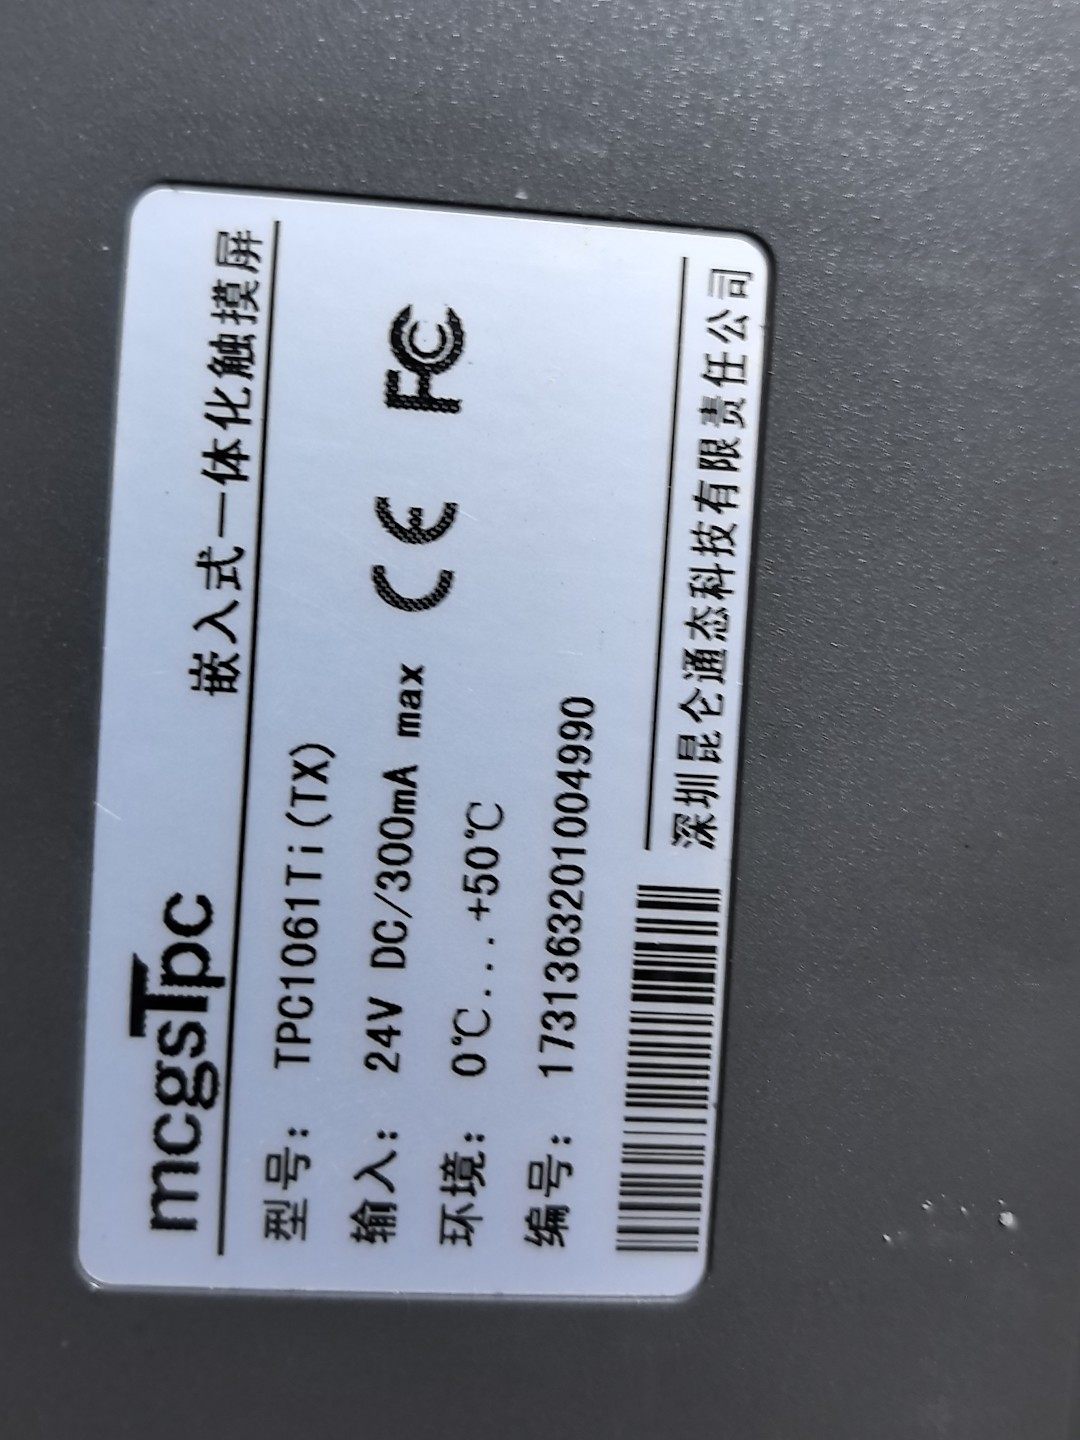 mcgsTpc 嵌入式一体化触摸屏
型号: TPC1061Ti(TX)
输入: 24V DC/300mA max CE FC
环境: 0℃...+50℃
编号: 1731363201004990
深圳昆仑通态科技有限责任公司